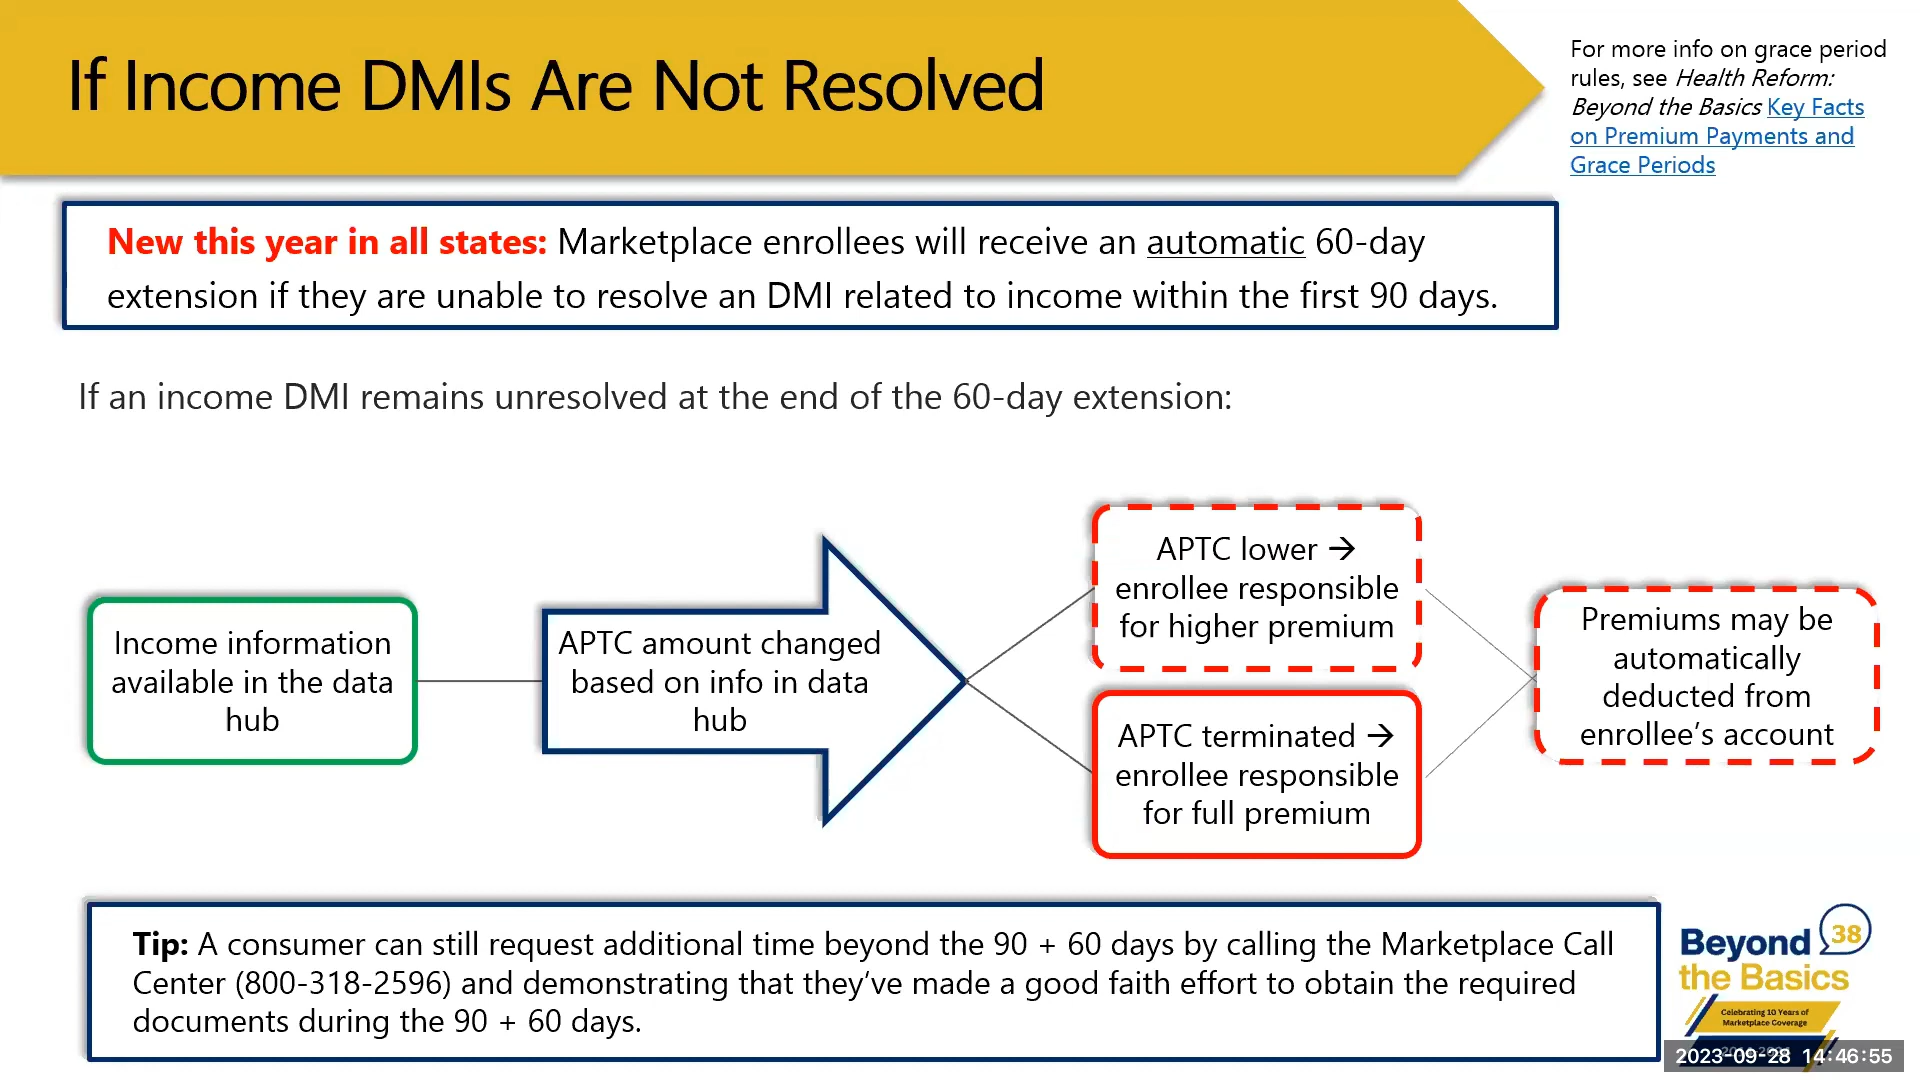 If Income DMIs Are Not Resolved
For more info on grace period
rules, see Health Reform:
Beyond the Basics Key Facts
on Premium Payments and
Grace Periods
New this year in all states: Marketplace enrollees will receive an automatic 60-day
extension if they are unable to resolve an DMI related to income within the first 90 days.
If an income DMI remains unresolved at the end of the 60-day extension:
Income information
available in the data
hub
APTC amount changed
based on info in data
hub
APTC lower →
enrollee responsible
for higher premium
APTC terminated →
enrollee responsible
for full premium
Premiums may be
automatically
deducted from
enrollee’s account
Tip: A consumer can still request additional time beyond the 90 + 60 days by calling the Marketplace Call
Center (800-318-2596) and demonstrating that they’ve made a good faith effort to obtain the required
documents during the 90 + 60 days.
38
Beyond
the Basics
Celebrating 10 Years of
Marketplace Coverage
2023-09-28 14:46:55